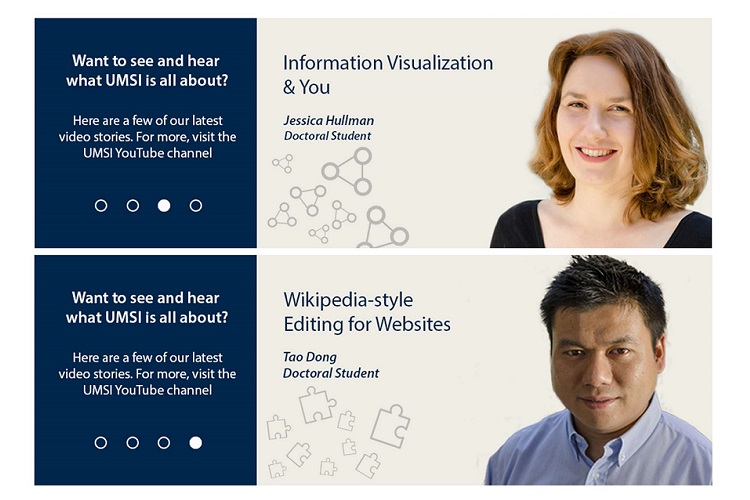 Want to see and hear
what UMSI is all about?
Here are a few of our latest
video stories. For more, visit the
UMSI YouTube channel
Information Visualization
& You
Jessica Hullman
Doctoral Student
Want to see and hear
what UMSI is all about?
Here are a few of our latest
video stories. For more, visit the
UMSI YouTube channel
Wikipedia-style
Editing for Websites
Tao Dong
Doctoral Student